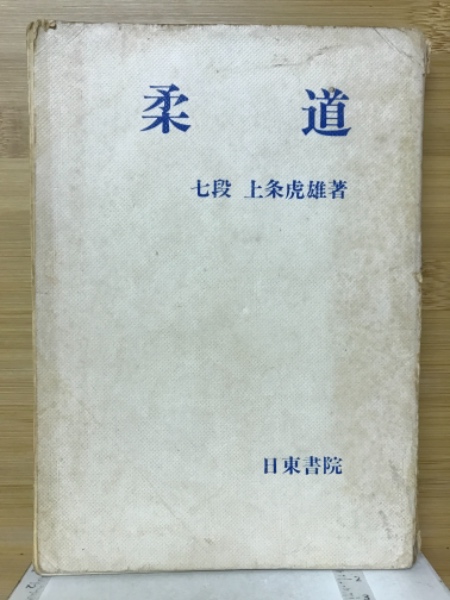 柔道
七段 上条虎雄著
日東書院